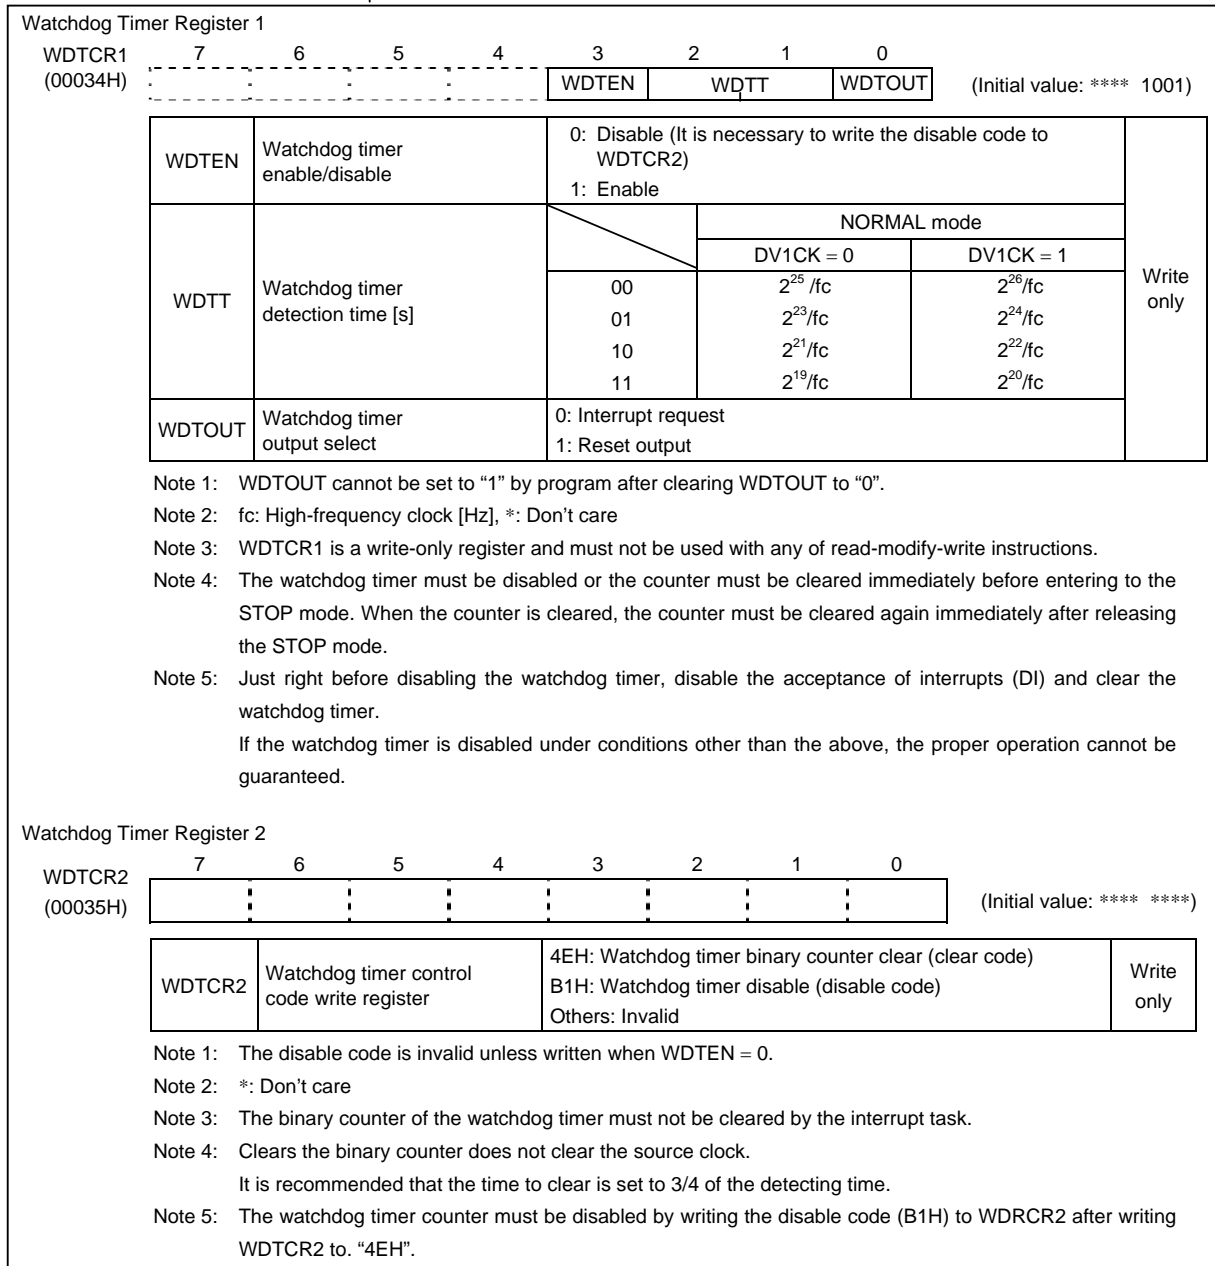 Watchdog Timer Register 1
WDTCR1 7 6 5 4 3 2 1 0
(00034H) WDTEN WDTT WDTOUT (Initial value: **** 1001)
WDTEN Watchdog timer enable/disable 0: Disable (It is necessary to write the disable code to
WDTCR2)
1: Enable
NORMAL mode
DV1CK = 0 DV1CK = 1
WDTT Watchdog timer detection time [s] 00 2^25 /fc 2^26/fc Write only
01 2^23/fc 2^24/fc
10 2^21/fc 2^22/fc
11 2^19/fc 2^20/fc
WDTOUT Watchdog timer output select 0: Interrupt request
1: Reset output
Note 1: WDTOUT cannot be set to “1” by program after clearing WDTOUT to “0”.
Note 2: fc: High-frequency clock [Hz], *: Don’t care
Note 3: WDTCR1 is a write-only register and must not be used with any of read-modify-write instructions.
Note 4: The watchdog timer must be disabled or the counter must be cleared immediately before entering to the
STOP mode. When the counter is cleared, the counter must be cleared again immediately after releasing
the STOP mode.
Note 5: Just right before disabling the watchdog timer, disable the acceptance of interrupts (DI) and clear the
watchdog timer.
If the watchdog timer is disabled under conditions other than the above, the proper operation cannot be
guaranteed.
Watchdog Timer Register 2
WDTCR2 7 6 5 4 3 2 1 0
(00035H) (Initial value: **** ****)
WDTCR2 Watchdog timer control code write register 4EH: Watchdog timer binary counter clear (clear code) Write only
B1H: Watchdog timer disable (disable code)
Others: Invalid
Note 1: The disable code is invalid unless written when WDTEN = 0.
Note 2: *: Don’t care
Note 3: The binary counter of the watchdog timer must not be cleared by the interrupt task.
Note 4: Clears the binary counter does not clear the source clock.
It is recommended that the time to clear is set to 3/4 of the detecting time.
Note 5: The watchdog timer counter must be disabled by writing the disable code (B1H) to WDRCR2 after writing
WDTCR2 to. “4EH”.